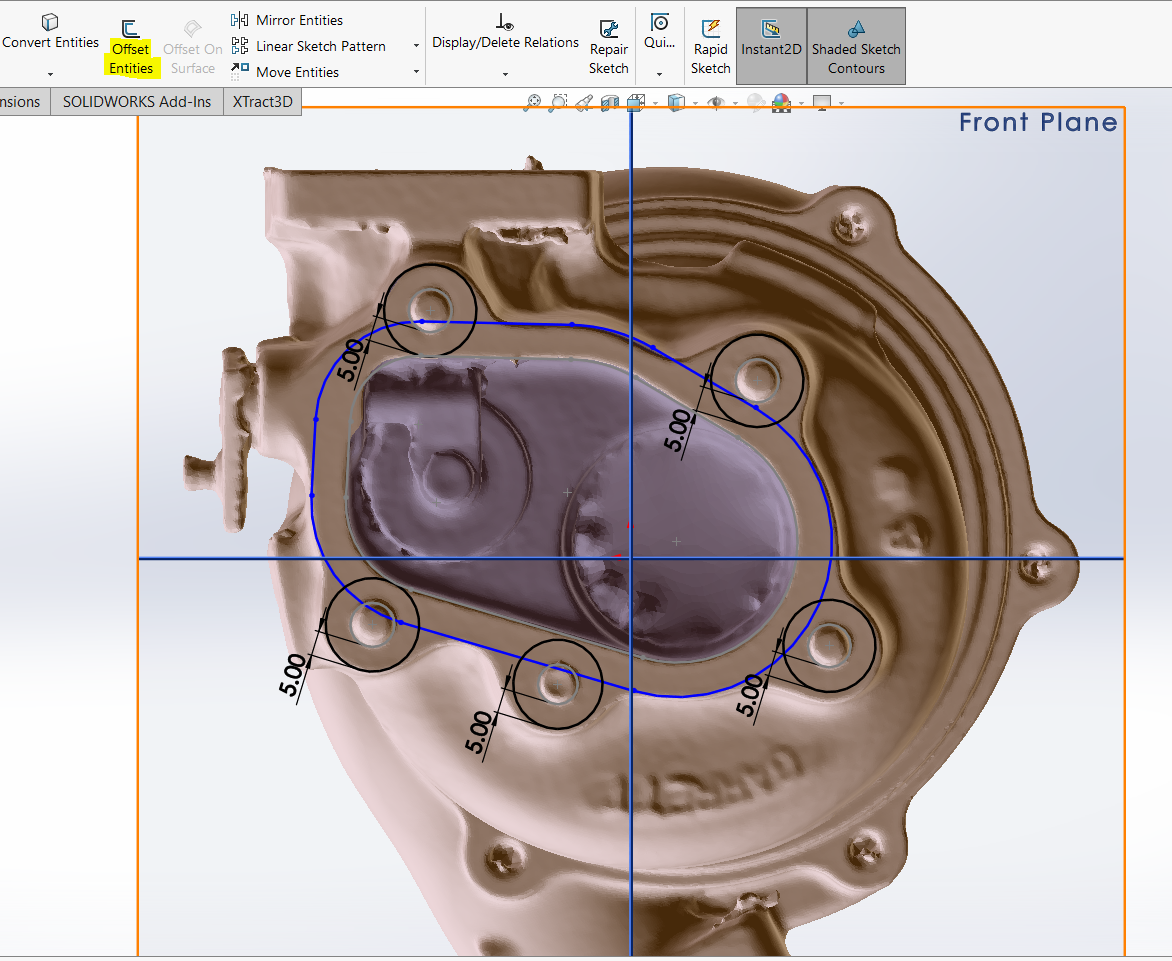 Convert Entities
Offset
Entities
Offset On
Surface
Mirror Entities
Linear Sketch Pattern
Move Entities
Display/Delete Relations
Repair
Sketch
Qui...
Rapid
Sketch
Instant2D
Shaded Sketch
Contours
nsions
SOLIDWORKS Add-Ins
XTract3D
Front Plane
5.00
5.00
5.00
5.00
5.00
GARRETT